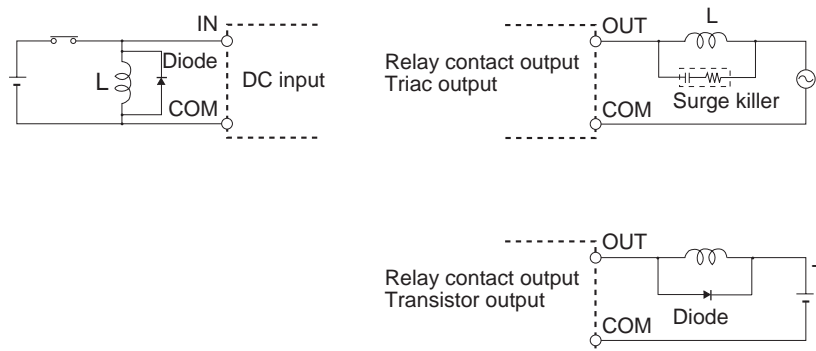 IN
L
Diode
DC input
COM
OUT
L
Relay contact output
Triac output
Surge killer
COM
OUT
Relay contact output
Transistor output
Diode
COM